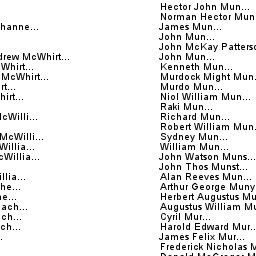 Hector John Mun...
Norman Hector Mun
hanne... James Mun...
John Mun...
John McKay Patters
drew McWhirt... John Mun...
Whirt... Kenneth Mun...
McWhirt... Murdock Might Mun
rt... Murdo Mun...
hirt... Niol William Mun...
Raki Mun...
cWilli... Richard Mun...
Robert William Mun
McWilli... Sydney Mun...
Willia... William Mun...
cWillia... John Watson Muns...
John Thos Munst...
illia... Alan Reeves Mun...
he... Arthur George Muny
e... Herbert Augustus Mu
ach... Augustus William Mu
ch... Cyril Mur...
ch... Harold Edward Mur...
.. James Felix Mur...
Frederick Nicholas M